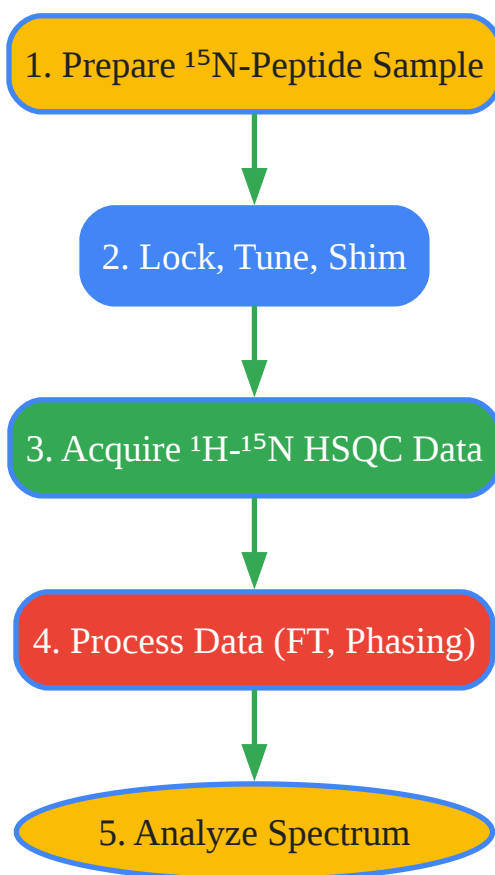 1. Prepare ¹⁵N-Peptide Sample
2. Lock, Tune, Shim
3. Acquire ¹H-¹⁵N HSQC Data
4. Process Data (FT, Phasing)
5. Analyze Spectrum